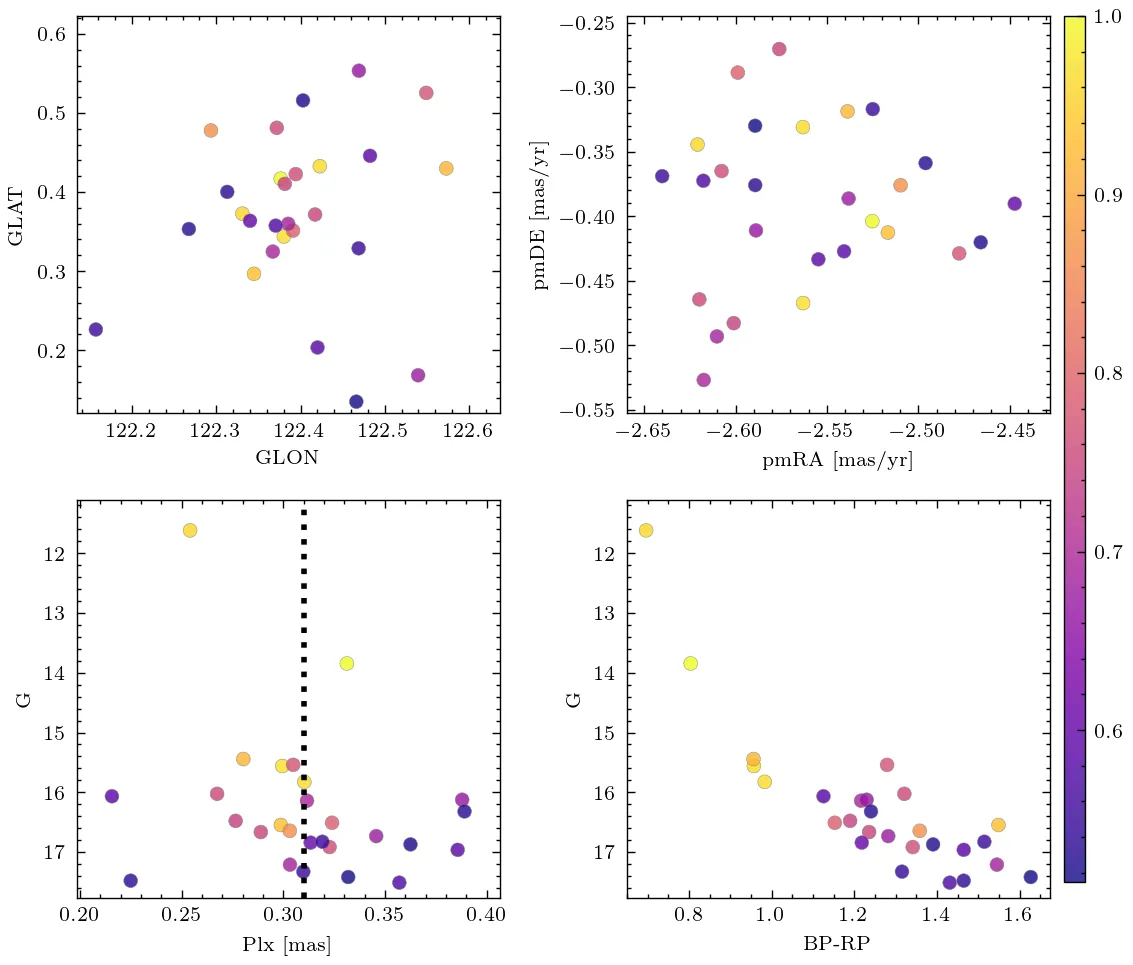 0.6
0.5
0.4
0.3
0.2
GLAT
122.2 122.3 122.4 122.5 122.6
GLON
−0.25
−0.30
−0.35
−0.40
−0.45
−0.50
−0.55
pmDE [mas/yr]
−2.65 −2.60 −2.55 −2.50 −2.45
pmRA [mas/yr]
1.0
0.9
0.8
0.7
0.6
12
13
14
15
16
17
G
0.20 0.25 0.30 0.35 0.40
Plx [mas]
12
13
14
15
16
17
G
0.8 1.0 1.2 1.4 1.6
BP-RP